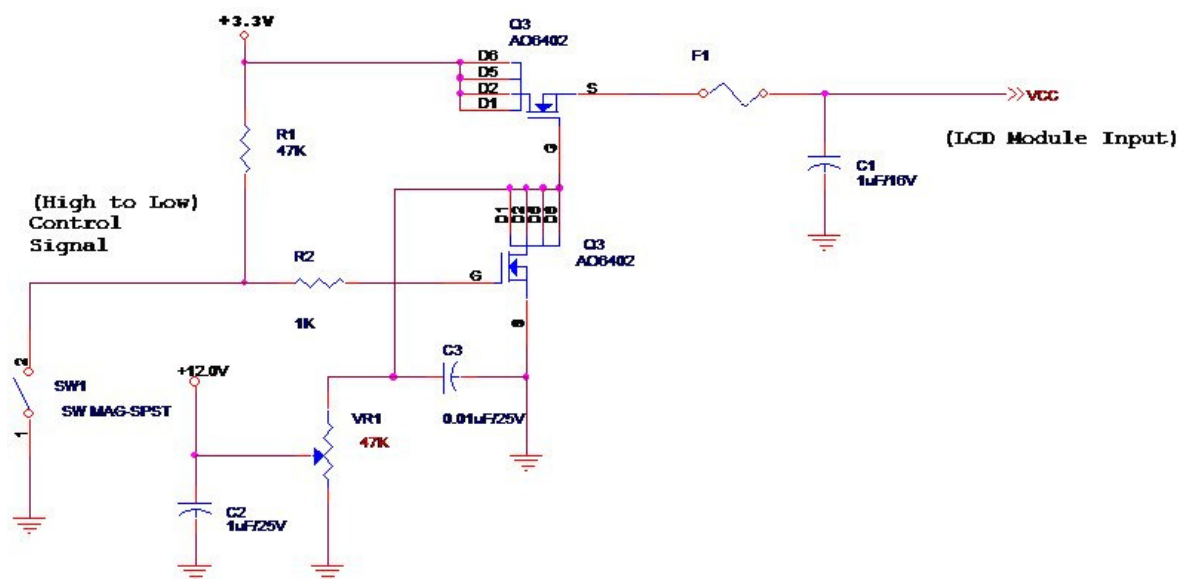 +3.3V
Q3
AO6402
D6
D5
D2
D1
S
G
F1
VCC
(LCD Module Input)
C1
1uF/16V
R1
47K
(High to Low)
Control
Signal
R2
1K
G
D1
D2
Q3
AO6402
C3
0.01uF/25V
+12.0V
2
SW1
SW MAG-SPST
1
VR1
47K
C2
1uF/25V